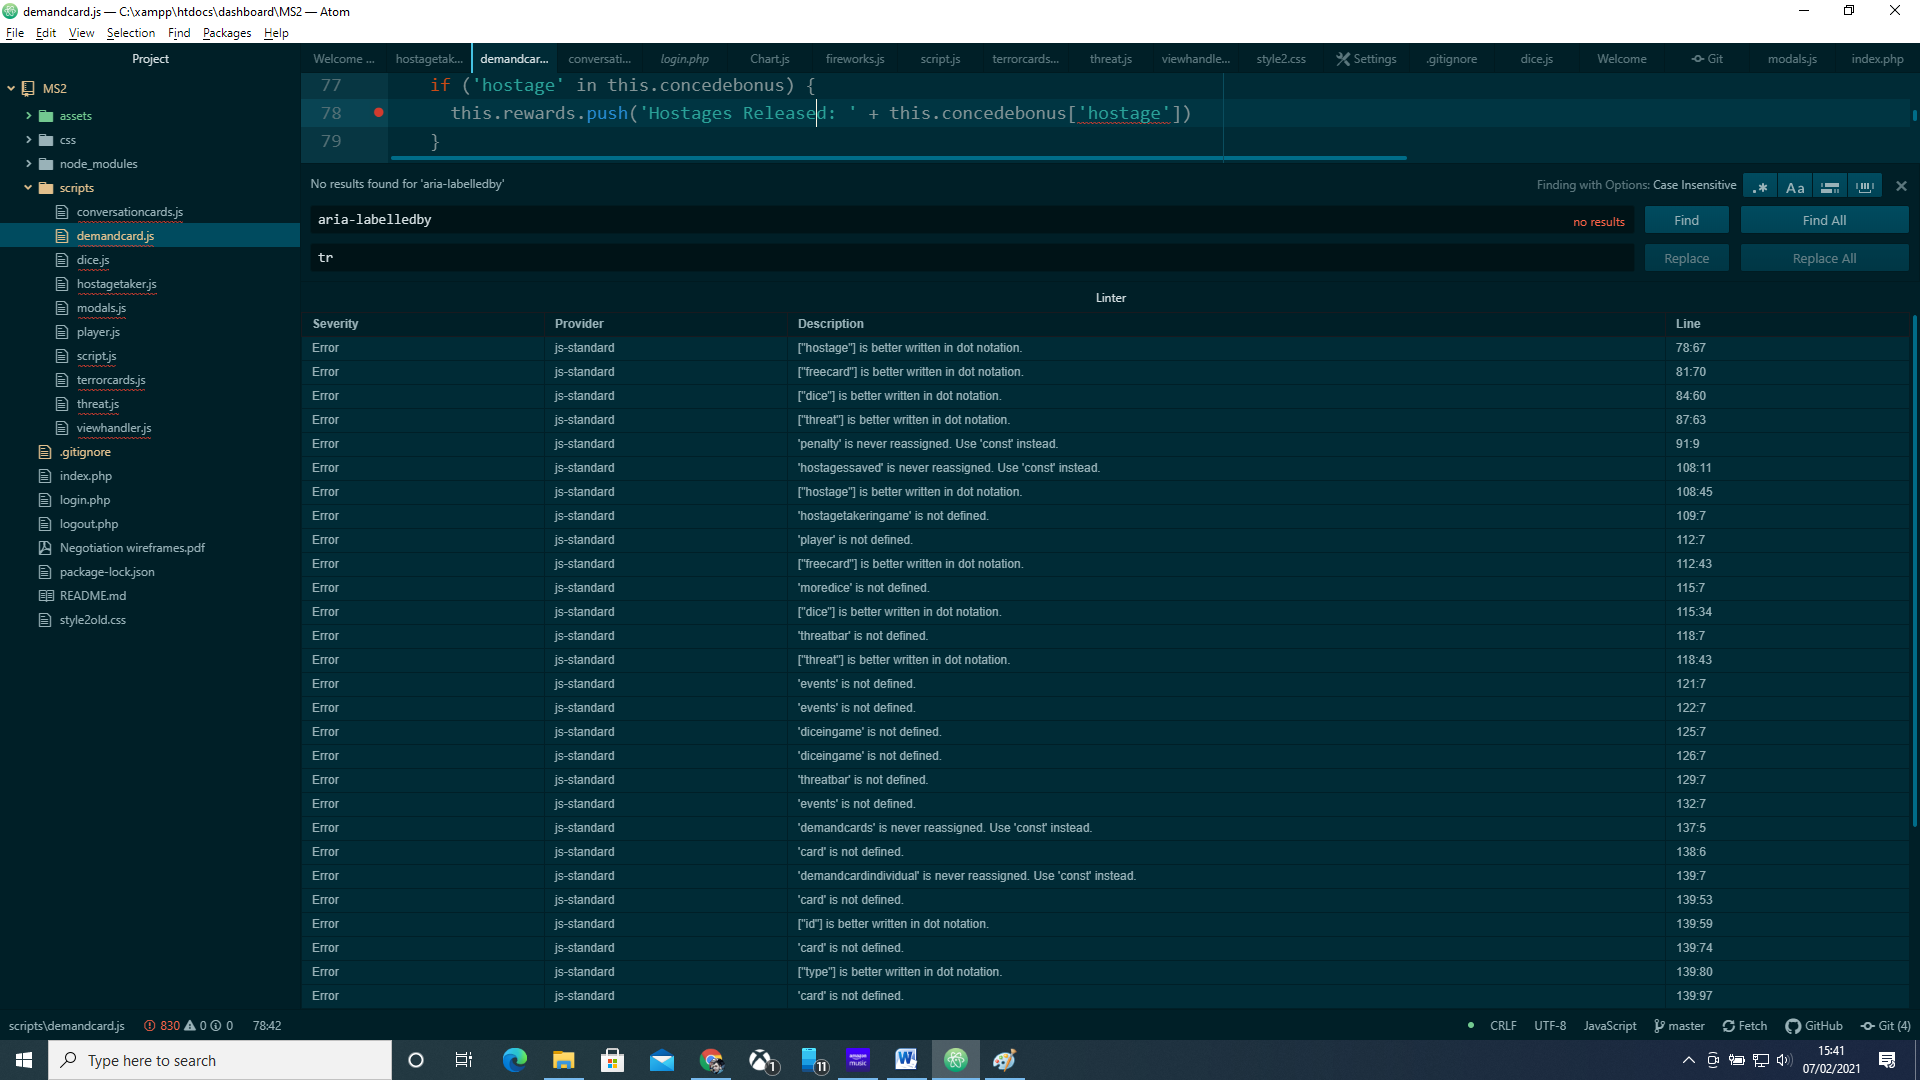 demandcard.js — C:\xampp\htdocs\dashboard\MS2 — Atom
File Edit View Selection Find Packages Help
Project
Welcome ... hostagetak... demandcar... conversati... login.php Chart.js fireworks.js script.js terrorcards... threat.js viewhandle... style2.css Settings .gitignore dice.js Welcome Git modals.js index.php
MS2
assets
css
node_modules
scripts
conversationcards.js
demandcard.js
dice.js
hostagetaker.js
modals.js
player.js
script.js
terrorcards.js
threat.js
viewhandler.js
.gitignore
index.php
login.php
logout.php
Negotiation wireframes.pdf
package-lock.json
README.md
style2old.css
77 if ('hostage' in this.concedebonus) {
78 this.rewards.push('Hostages Released: ' + this.concedebonus['hostage'])
79 }
No results found for 'aria-labelledby' Finding with Options: Case Insensitive .* Aa
aria-labelledby no results Find Find All
tr Replace Replace All
Linter
Severity Provider Description Line
Error js-standard ["hostage"] is better written in dot notation. 78:67
Error js-standard ["freecard"] is better written in dot notation. 81:70
Error js-standard ["dice"] is better written in dot notation. 84:60
Error js-standard ["threat"] is better written in dot notation. 87:63
Error js-standard 'penalty' is never reassigned. Use 'const' instead. 91:9
Error js-standard 'hostagessaved' is never reassigned. Use 'const' instead. 108:11
Error js-standard ["hostage"] is better written in dot notation. 108:45
Error js-standard 'hostagetakeringame' is not defined. 109:7
Error js-standard 'player' is not defined. 112:7
Error js-standard ["freecard"] is better written in dot notation. 112:43
Error js-standard 'moredice' is not defined. 115:7
Error js-standard ["dice"] is better written in dot notation. 115:34
Error js-standard 'threatbar' is not defined. 118:7
Error js-standard ["threat"] is better written in dot notation. 118:43
Error js-standard 'events' is not defined. 121:7
Error js-standard 'events' is not defined. 122:7
Error js-standard 'diceingame' is not defined. 125:7
Error js-standard 'diceingame' is not defined. 126:7
Error js-standard 'threatbar' is not defined. 129:7
Error js-standard 'events' is not defined. 132:7
Error js-standard 'demandcards' is never reassigned. Use 'const' instead. 137:5
Error js-standard 'card' is not defined. 138:6
Error js-standard 'demandcardindividual' is never reassigned. Use 'const' instead. 139:7
Error js-standard 'card' is not defined. 139:53
Error js-standard ["id"] is better written in dot notation. 139:59
Error js-standard 'card' is not defined. 139:74
Error js-standard ["type"] is better written in dot notation. 139:80
Error js-standard 'card' is not defined. 139:97
scripts\demandcard.js 830 0 0 78:42 CRLF UTF-8 JavaScript master Fetch GitHub Git (4)
Type here to search 1 11 amazon music 15:41
07/02/2021